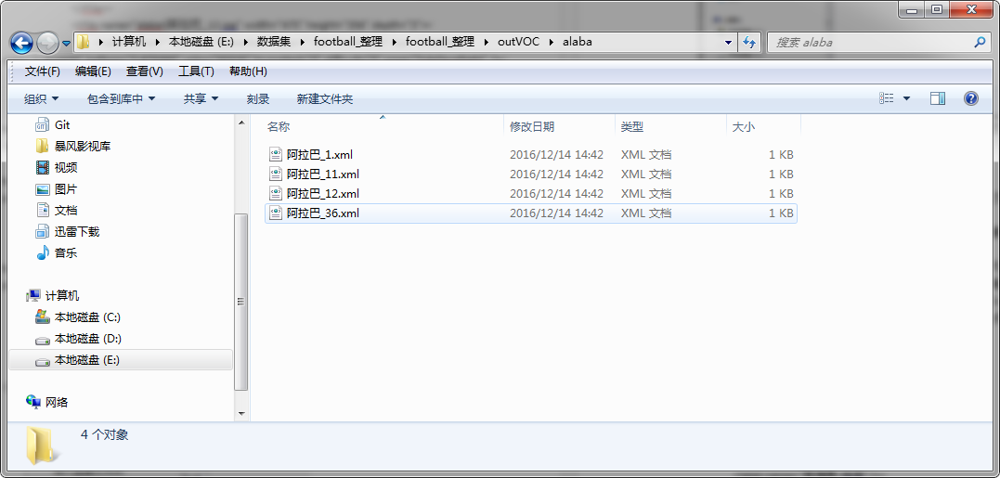 计算机 本地磁盘 (E:) 数据集 football_整理 football_整理 outVOC alaba 搜索 alaba
文件(F) 编辑(E) 查看(V) 工具(T) 帮助(H)
组织 包含到库中 共享 刻录 新建文件夹
Git
暴风影视库
视频
图片
文档
迅雷下载
音乐
计算机
本地磁盘 (C:)
本地磁盘 (D:)
本地磁盘 (E:)
网络
名称 修改日期 类型 大小
阿拉巴_1.xml 2016/12/14 14:42 XML 文档 1 KB
阿拉巴_11.xml 2016/12/14 14:42 XML 文档 1 KB
阿拉巴_12.xml 2016/12/14 14:42 XML 文档 1 KB
阿拉巴_36.xml 2016/12/14 14:42 XML 文档 1 KB
4 个对象